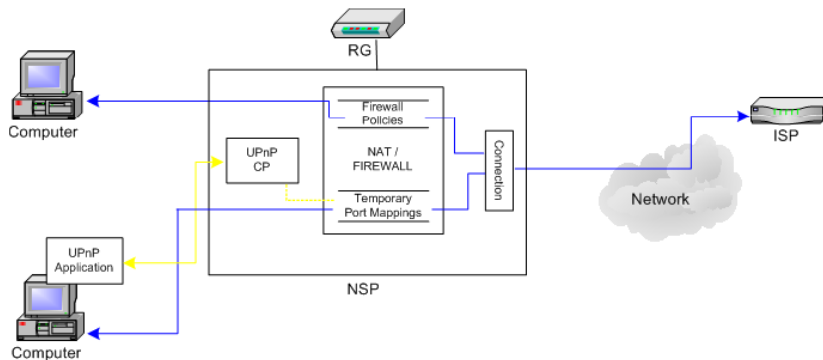 RG
Computer
Firewall
Policies
ISP
UPnP
CP
NAT /
FIREWALL
Connection
Temporary
Port Mappings
Network
UPnP
Application
NSP
Computer